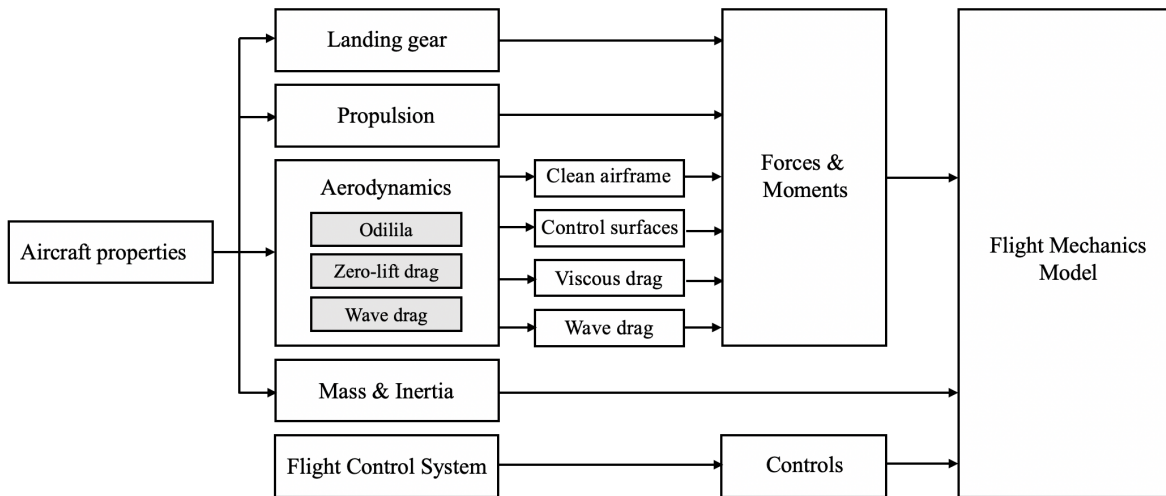 Landing gear
Propulsion
Aerodynamics
Odilila
Zero-lift drag
Wave drag
Clean airframe
Control surfaces
Viscous drag
Wave drag
Forces &
Moments
Aircraft properties
Flight Mechanics
Model
Mass & Inertia
Flight Control System
Controls